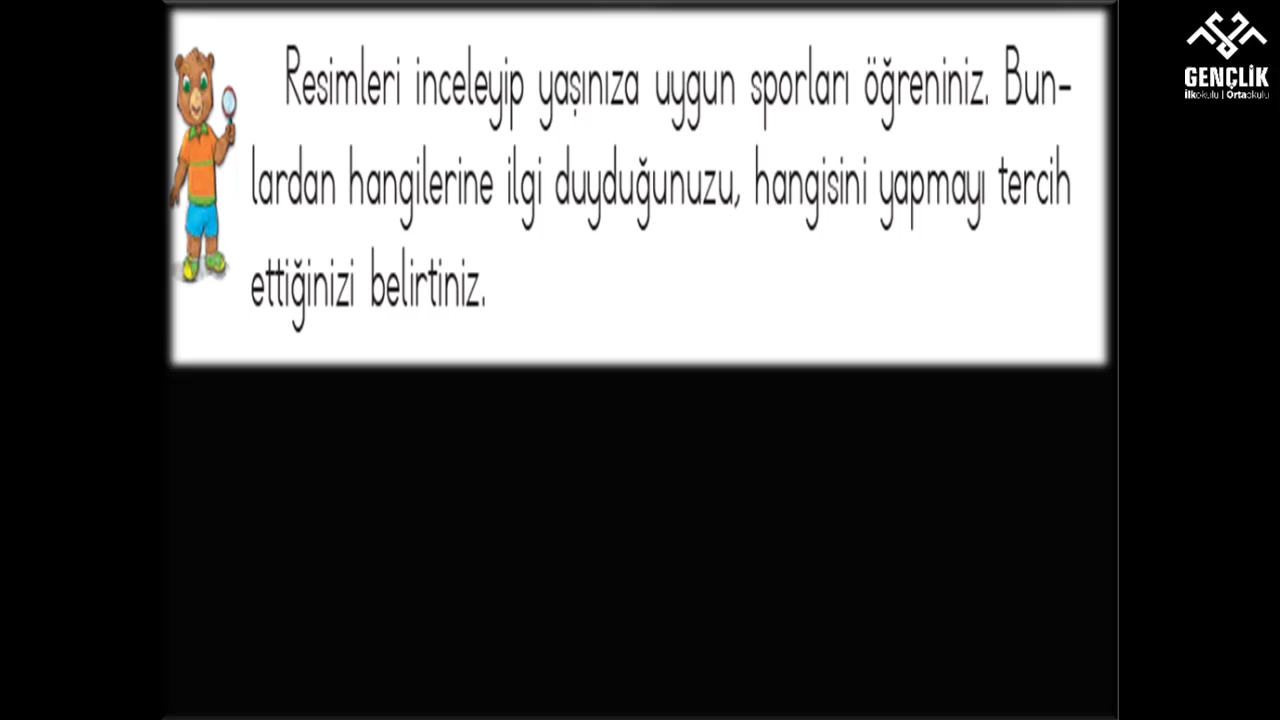 Resimleri inceleyip yaşınıza uygun sporları öğreniniz. Bun-
lardan hangilerine ilgi duyduğunuzu, hangisini yapmayı tercih
ettiğinizi belirtiniz.
GENÇLİK
İlkokulu | Ortaokulu